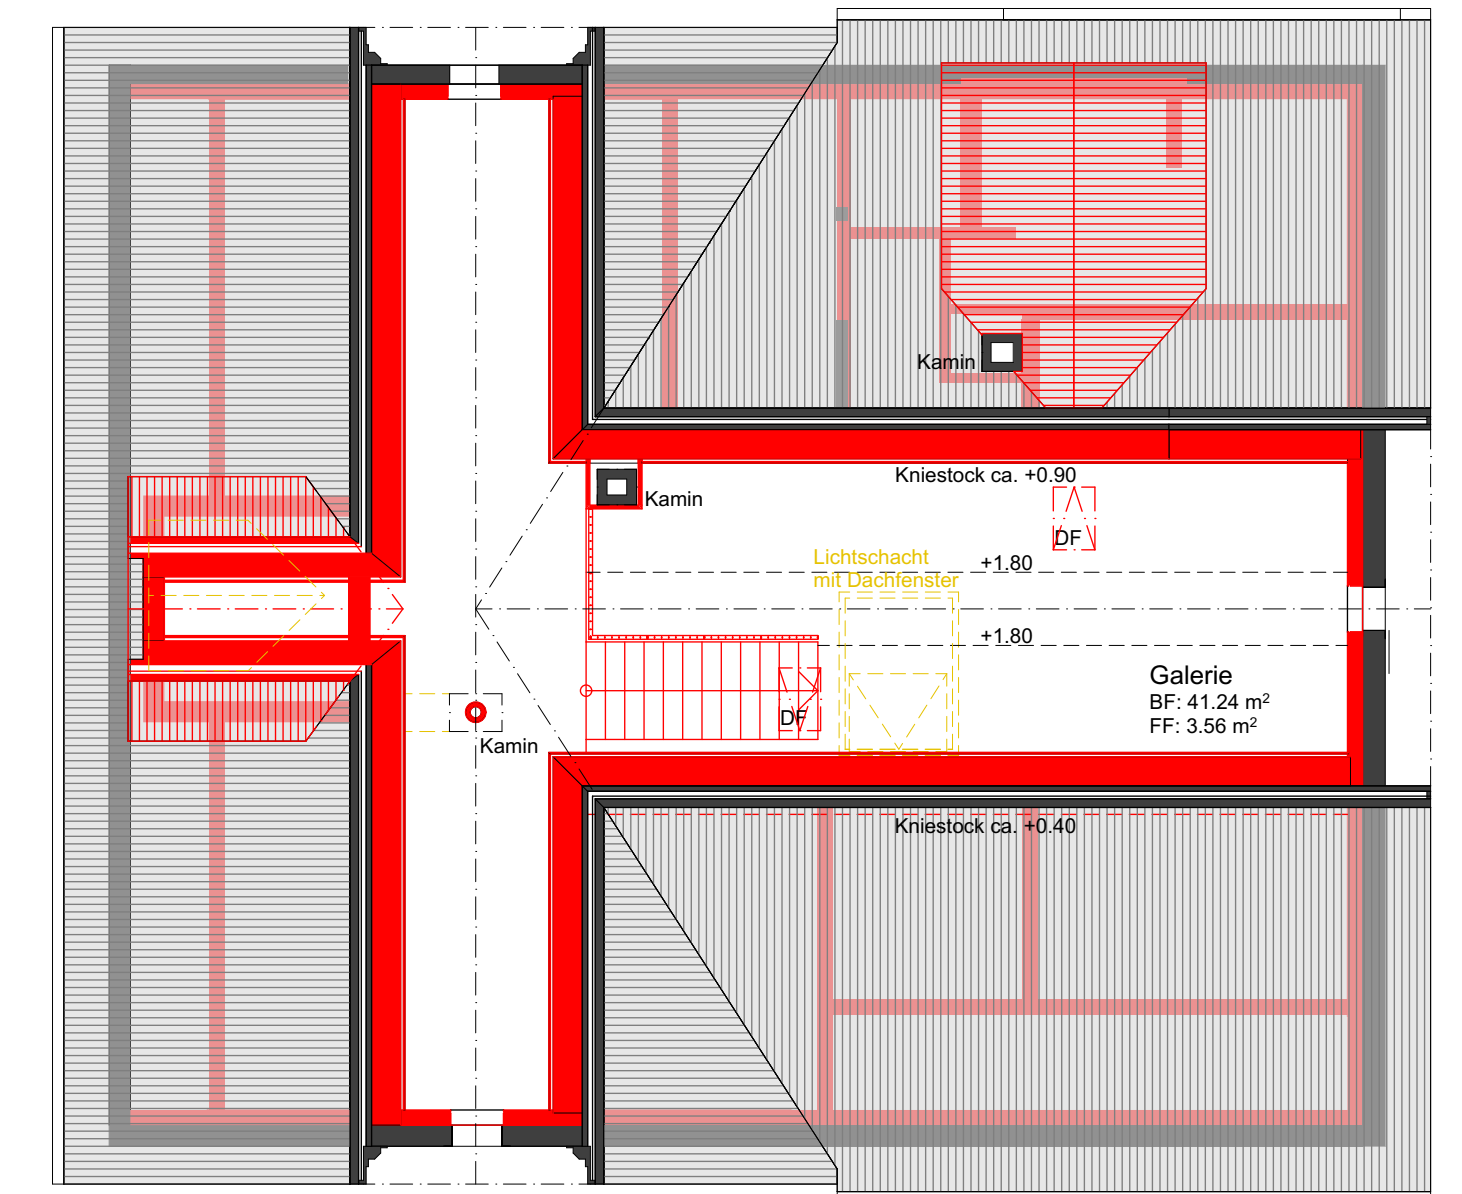 Kamin
Kniestock ca. +0.90
Kamin
DF
Lichtschacht
mit Dachfenster
+1.80
+1.80
Galerie
BF: 41.24 m²
FF: 3.56 m²
DF
Kamin
Kniestock ca. +0.40